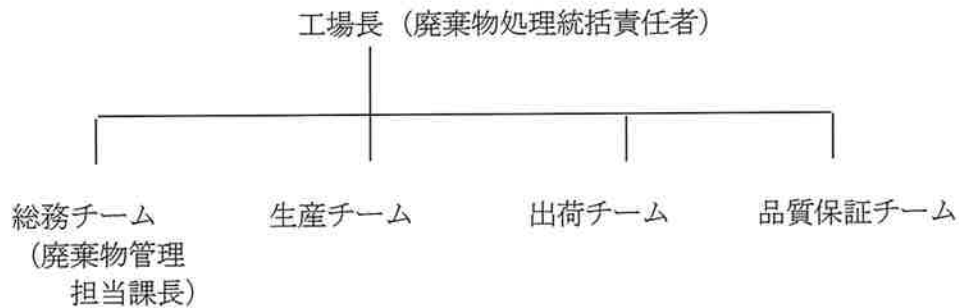 工場長（廃棄物処理統括責任者）
総務チーム　生産チーム　出荷チーム　品質保証チーム
（廃棄物管理
担当課長）